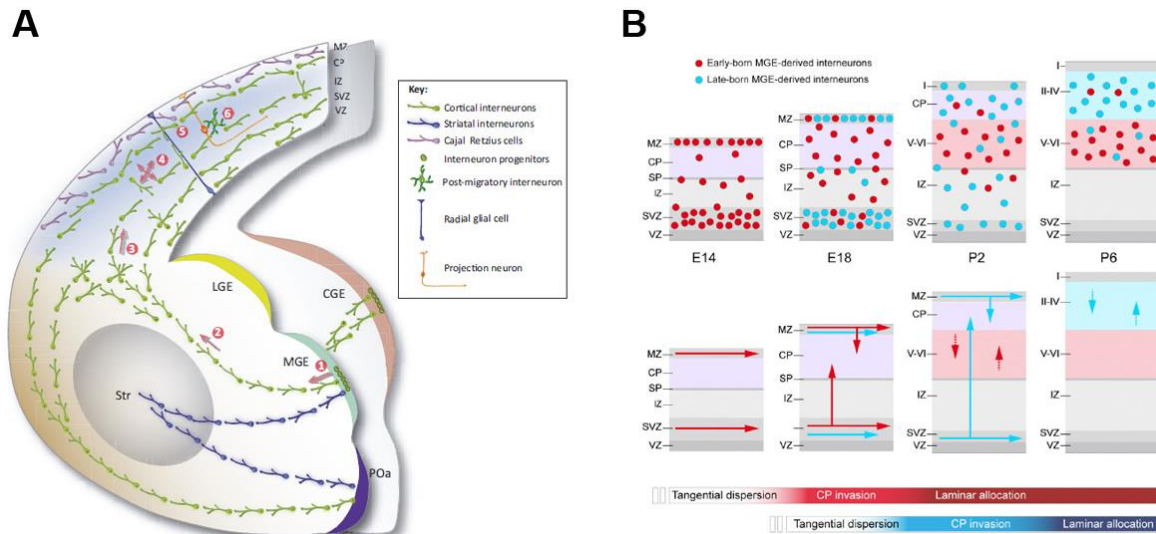 A
MZ
CP
IZ
SVZ
VZ
Key:
Cortical interneurons
Striatal interneurons
Cajal Retzius cells
Interneuron progenitors
Post-migratory interneuron
Radial glial cell
Projection neuron
6
5
4
3
2
1
LGE
CGE
MGE
Str
POa
B
Early-born MGE-derived interneurons
Late-born MGE-derived interneurons
MZ
CP
SP
IZ
SVZ
VZ
E14
MZ
CP
SP
IZ
SVZ
VZ
E18
I
CP
V-VI
IZ
SVZ
VZ
P2
I
II-IV
V-VI
IZ
SVZ
VZ
P6
MZ
CP
SP
IZ
SVZ
VZ
MZ
CP
SP
IZ
VZ
MZ
CP
V-VI
IZ
SVZ
VZ
I
II-IV
V-VI
IZ
SVZ
VZ
Tangential dispersion CP invasion Laminar allocation
Tangential dispersion CP invasion Laminar allocation